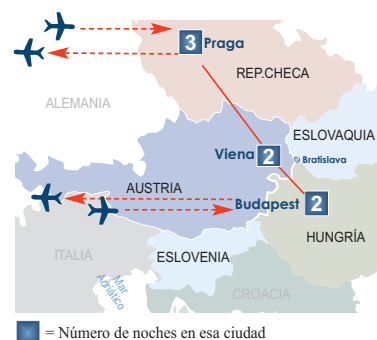 3 Praga
REP.CHECA
ALEMANIA
ESLOVAQUIA
Viena 2
Bratislava
AUSTRIA
Budapest 2
HUNGRÍA
ITALIA
ESLOVENIA
Mar
Adriático
CROACIA
= Número de noches en esa ciudad